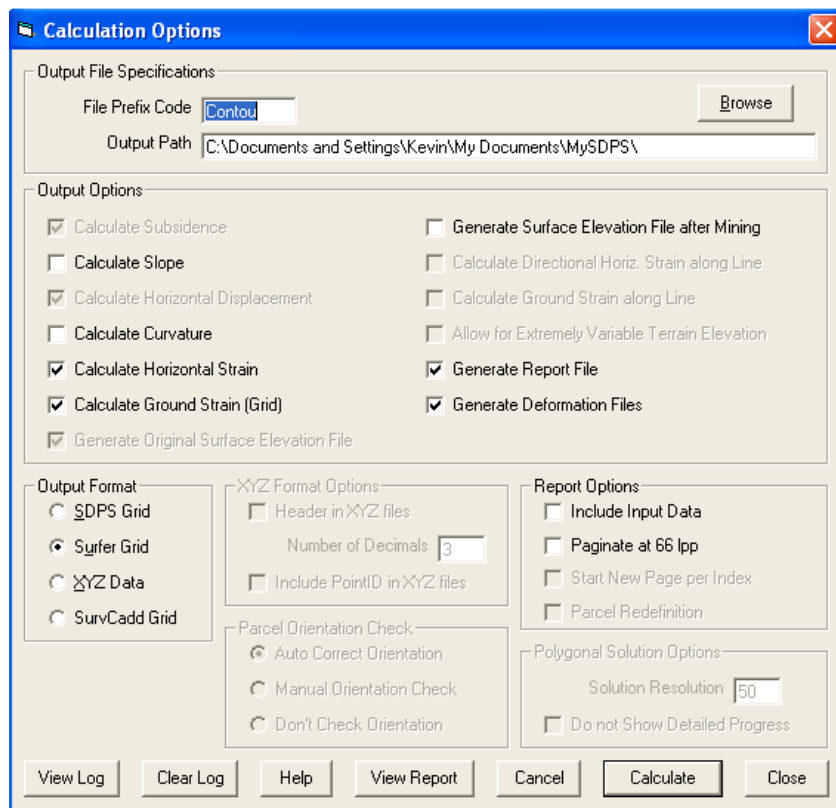 Calculation Options
Output File Specifications
File Prefix Code Contou
Browse
Output Path C:\Documents and Settings\Kevin\My Documents\MySDPS\
Output Options
Calculate Subsidence
Generate Surface Elevation File after Mining
Calculate Slope
Calculate Directional Horiz. Strain along Line
Calculate Horizontal Displacement
Calculate Ground Strain along Line
Calculate Curvature
Allow for Extremely Variable Terrain Elevation
Calculate Horizontal Strain
Generate Report File
Calculate Ground Strain (Grid)
Generate Deformation Files
Generate Original Surface Elevation File
Output Format
SDPS Grid
Surfer Grid
XYZ Data
SurvCadd Grid
XYZ Format Options
Header in XYZ files
Number of Decimals 3
Include PointID in XYZ files
Report Options
Include Input Data
Paginate at 66 lpp
Start New Page per Index
Parcel Redefinition
Parcel Orientation Check
Auto Correct Orientation
Manual Orientation Check
Don't Check Orientation
Polygonal Solution Options
Solution Resolution 50
Do not Show Detailed Progress
View Log
Clear Log
Help
View Report
Cancel
Calculate
Close